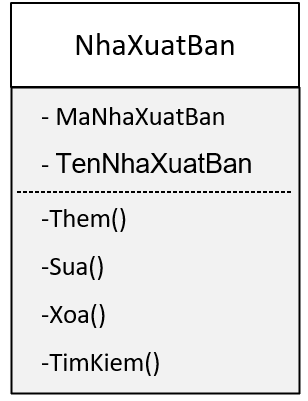 NhaXuatBan
- MaNhaXuatBan
- TenNhaXuatBan
-Them()
-Sua()
-Xoa()
-TimKiem()